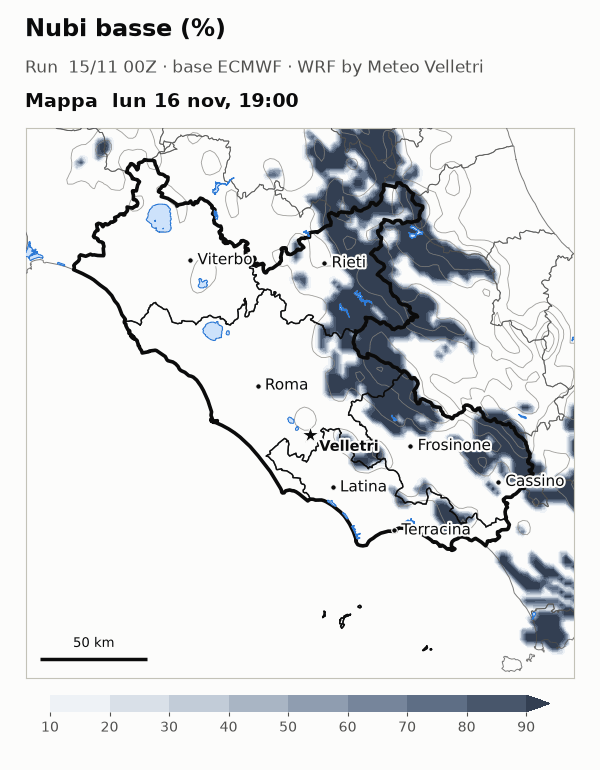 Nubi basse (%)
Run  15/11 00Z · base ECMWF · WRF by Meteo Velletri
Mappa  lun 16 nov, 19:00
Viterbo
Rieti
Roma
Velletri
Frosinone
Cassino
Latina
Terracina
50 km
10 20 30 40 50 60 70 80 90